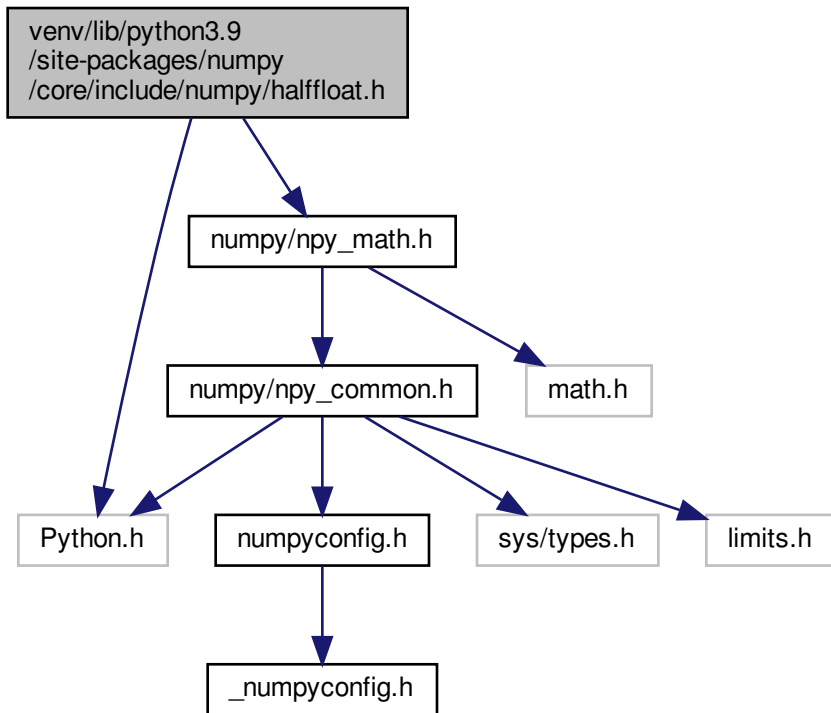 venv/lib/python3.9
/site-packages/numpy
/core/include/numpy/halffloat.h
numpy/npy_math.h
numpy/npy_common.h
math.h
Python.h
numpyconfig.h
sys/types.h
limits.h
_numpyconfig.h